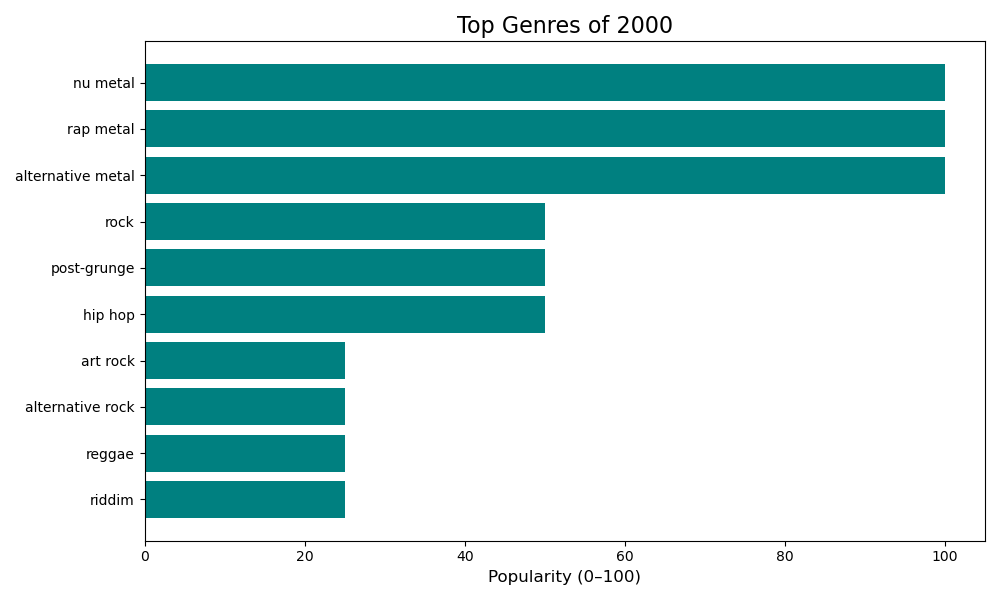 Top Genres of 2000
nu metal
rap metal
alternative metal
rock
post-grunge
hip hop
art rock
alternative rock
reggae
riddim
0 20 40 60 80 100
Popularity (0–100)